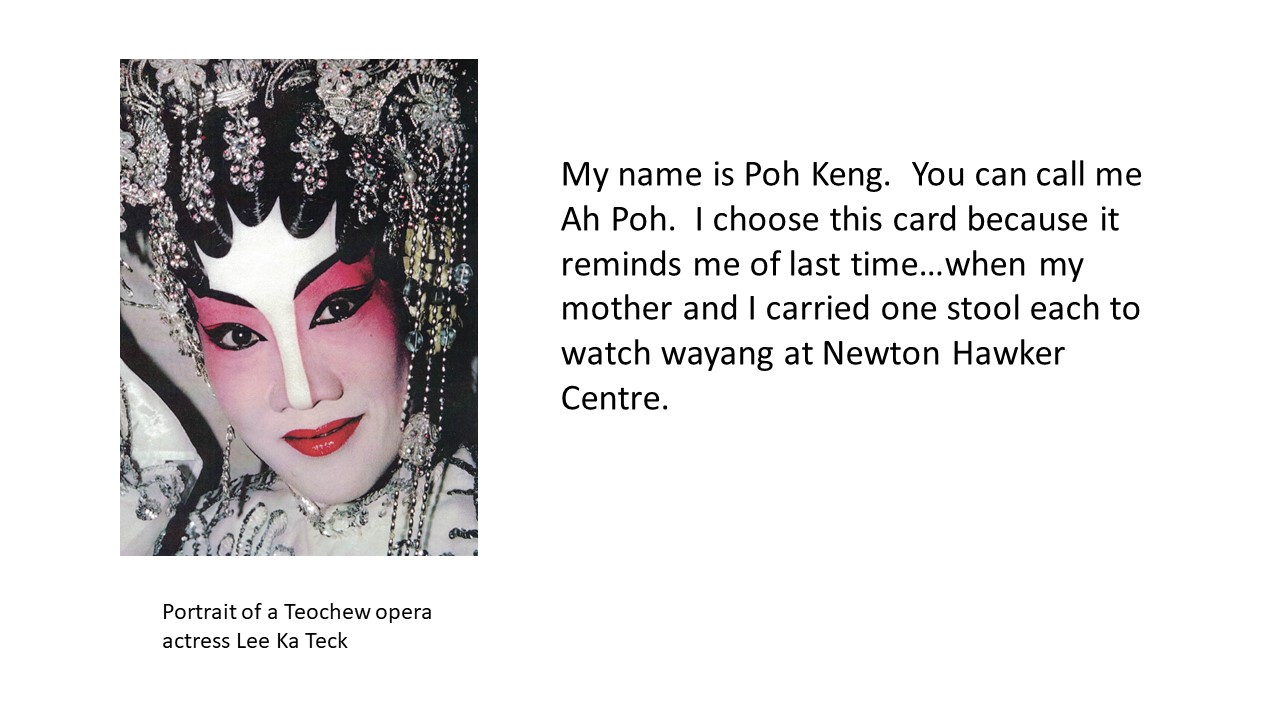 My name is Poh Keng.  You can call me
Ah Poh.  I choose this card because it
reminds me of last time...when my
mother and I carried one stool each to
watch wayang at Newton Hawker
Centre.
Portrait of a Teochew opera
actress Lee Ka Teck